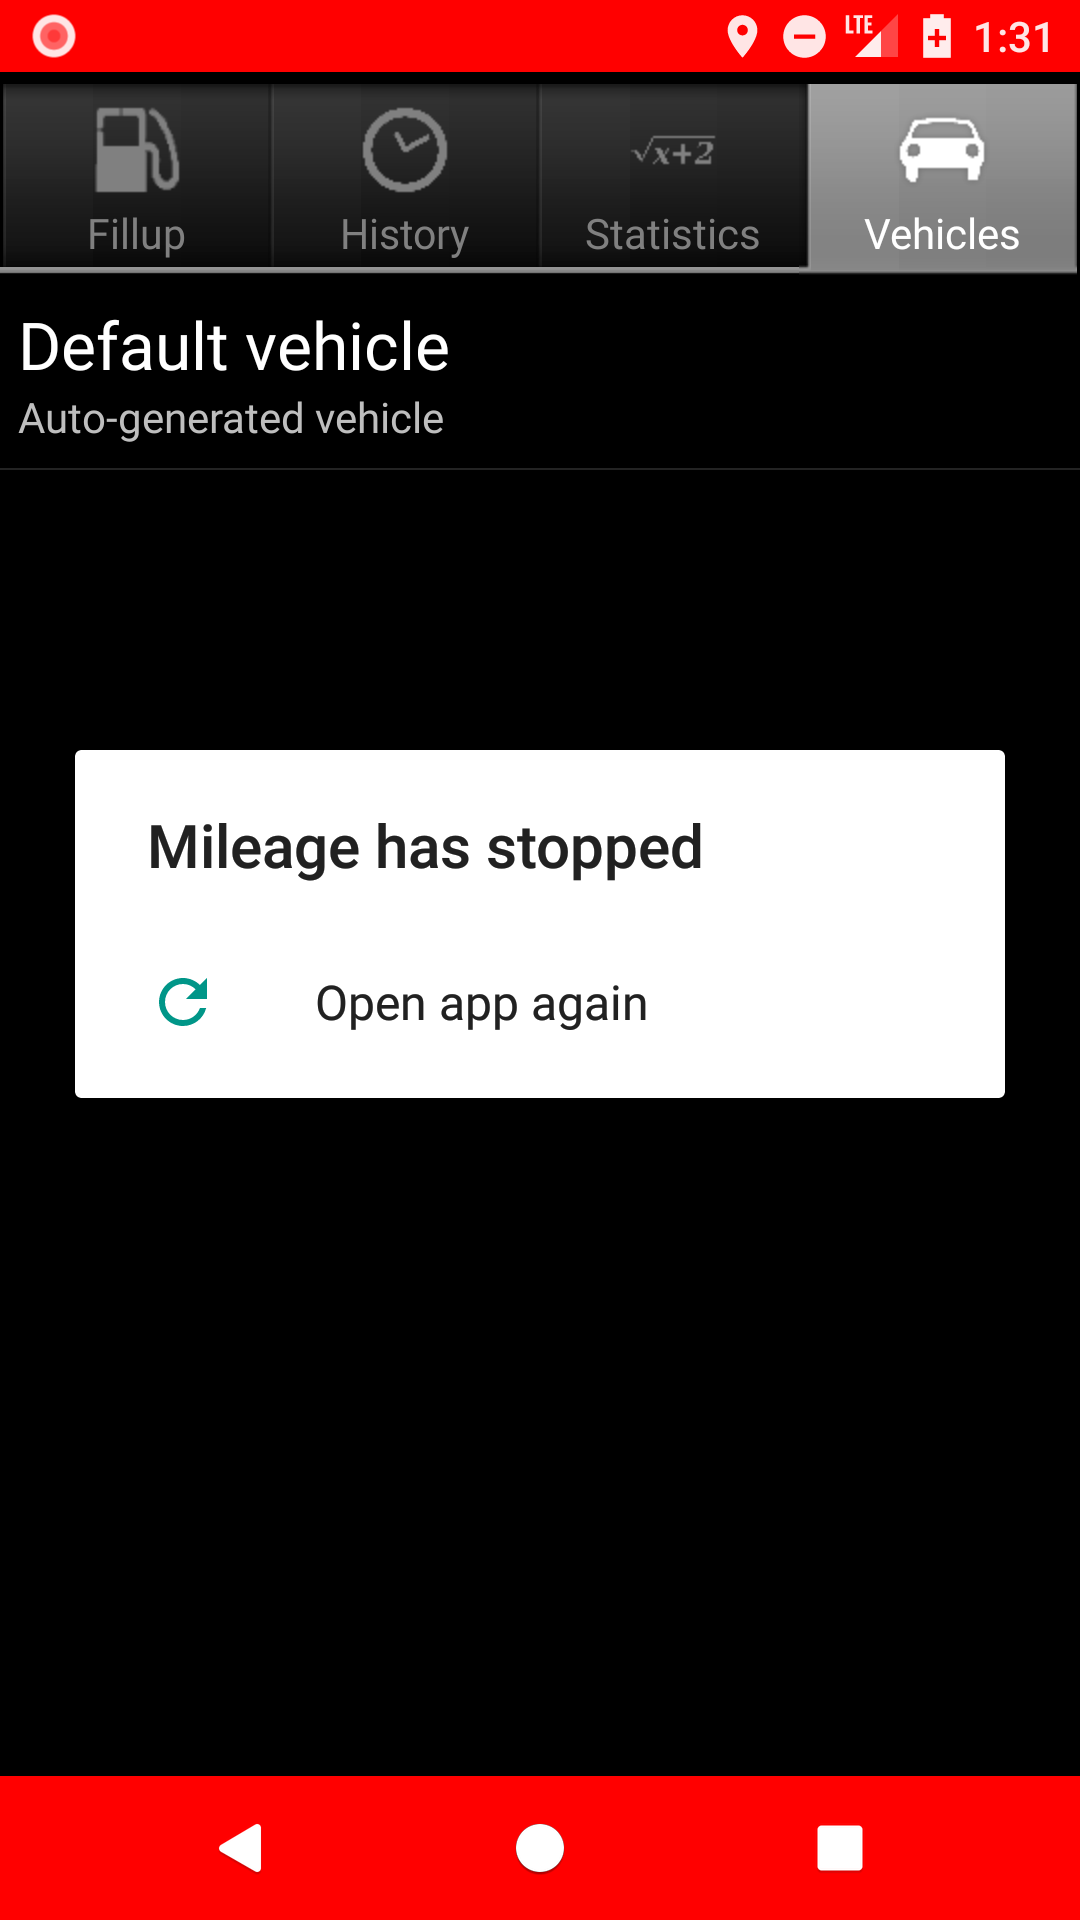 LTE 1:31
√x+2
Fillup History Statistics Vehicles
Default vehicle
Auto-generated vehicle
Mileage has stopped
Open app again